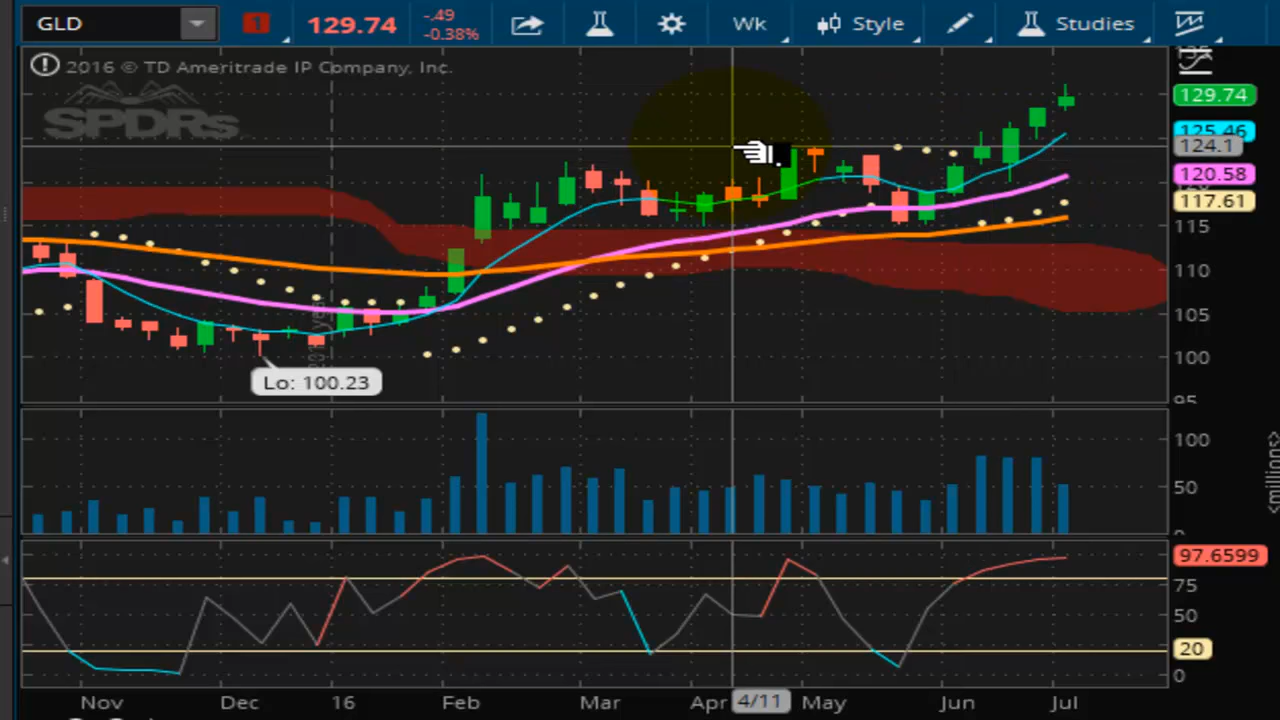 GLD
1
129.74
-.49
-0.38%
Wk
Style
Studies
2016 © TD Ameritrade IP Company, Inc.
SPDRs
129.74
125.46
124.1
120.58
117.61
115
110
105
100
95
Lo: 100.23
100
50
<millions>
97.6599
75
50
20
0
Nov
Dec
16
Feb
Mar
Apr
4/11
May
Jun
Jul